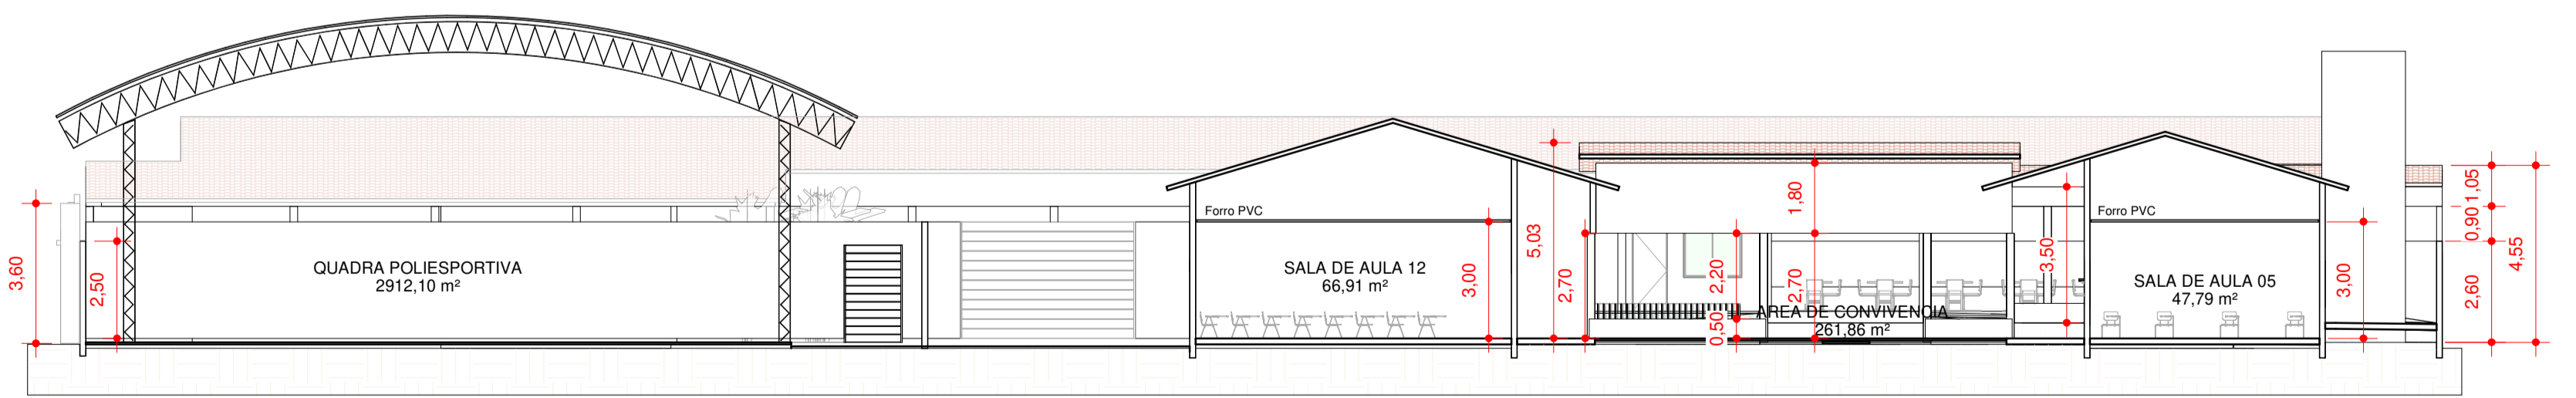 3,60
2,50
QUADRA POLIESPORTIVA
2912,10 m²
Forro PVC
SALA DE AULA 12
66,91 m²
3,00
5,03
2,70
2,20
0,50
1,80
2,70
AREA DE CONVIVENCIA
261,86 m²
3,50
Forro PVC
SALA DE AULA 05
47,79 m²
3,00
1,05
0,90
2,60
4,55